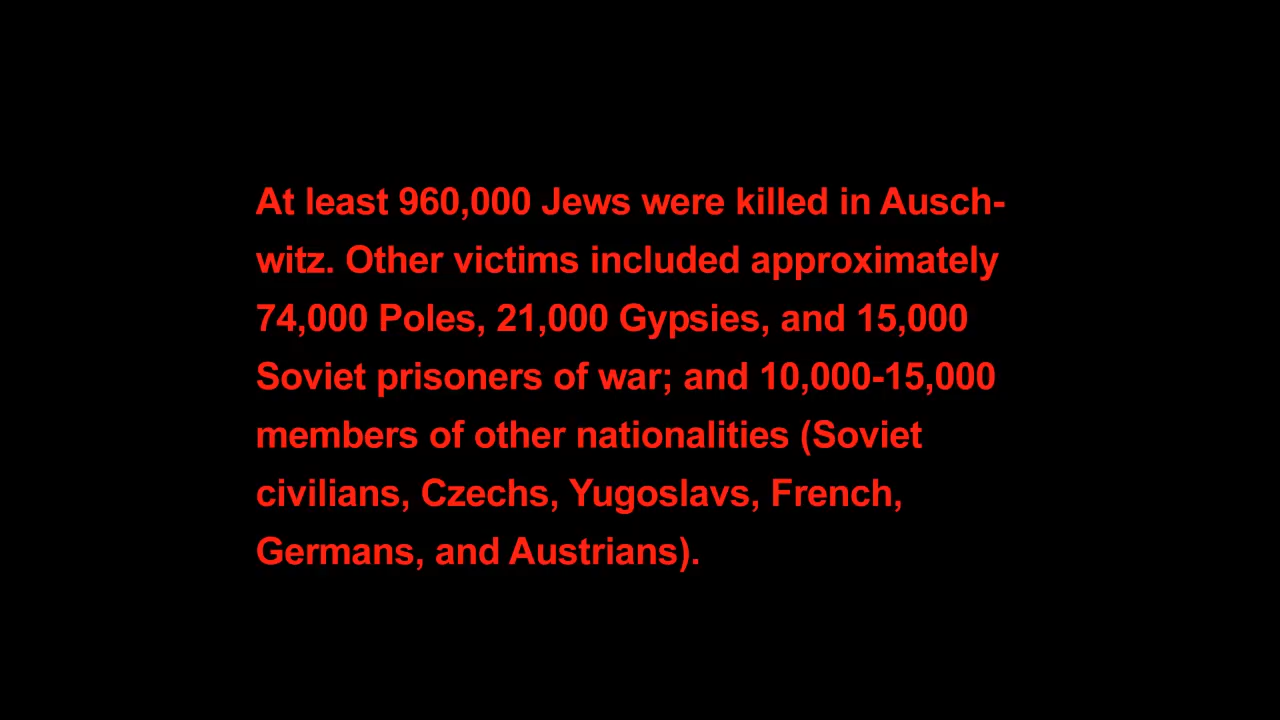 At least 960,000 Jews were killed in Ausch-
witz. Other victims included approximately
74,000 Poles, 21,000 Gypsies, and 15,000
Soviet prisoners of war; and 10,000-15,000
members of other nationalities (Soviet
civilians, Czechs, Yugoslavs, French,
Germans, and Austrians).